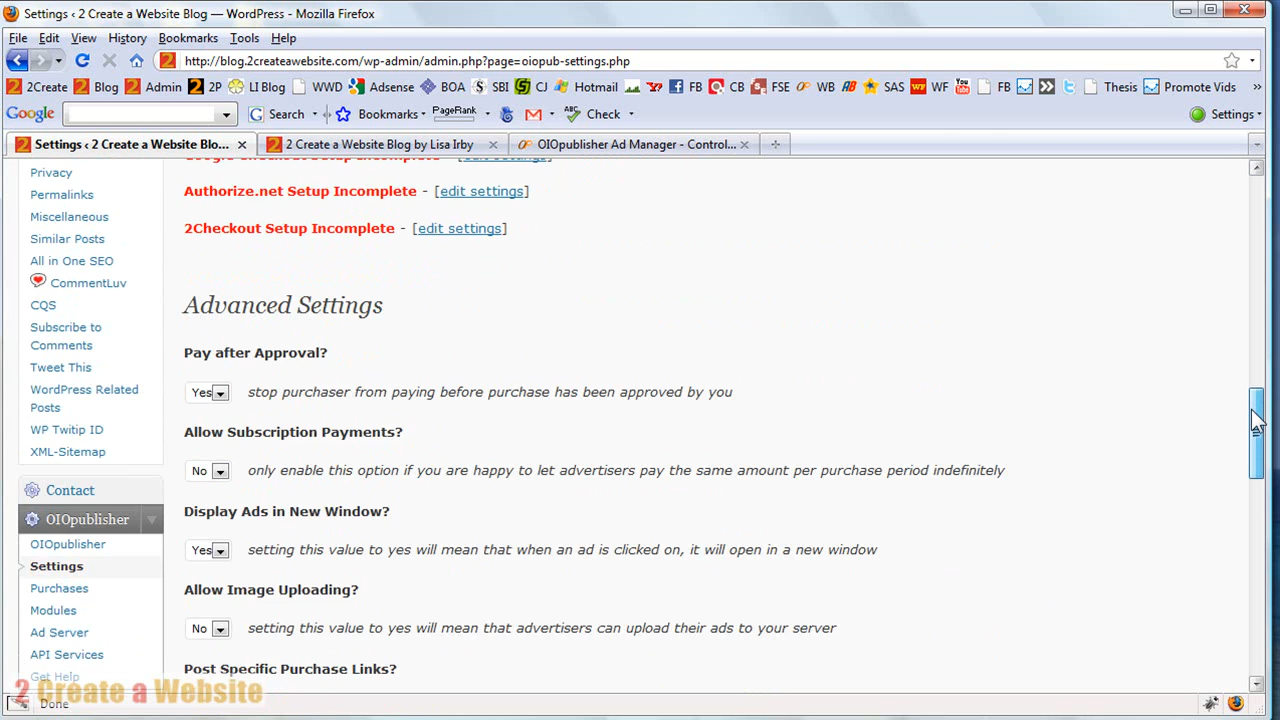 Settings ‹ 2 Create a Website Blog — WordPress - Mozilla Firefox
File Edit View History Bookmarks Tools Help
http://blog.2createawebsite.com/wp-admin/admin.php?page=oiopub-settings.php
2Create Blog Admin 2P LI Blog WWD Adsense BOA SBI CJ Hotmail FB CB FSE WB SAS WF FB Thesis Promote Vids
Google Search Bookmarks PageRank Check Settings
Settings ‹ 2 Create a Website Blo... 2 Create a Website Blog by Lisa Irby OIOpublisher Ad Manager - Control...
Google Checkout Setup Incomplete - [edit settings]
Privacy
Permalinks
Miscellaneous
Similar Posts
All in One SEO
CommentLuv
CQS
Subscribe to
Comments
Tweet This
WordPress Related
Posts
WP Twitip ID
XML-Sitemap
Contact
OIOpublisher
OIOpublisher
Settings
Purchases
Modules
Ad Server
API Services
Get Help
Authorize.net Setup Incomplete - [edit settings]
2Checkout Setup Incomplete - [edit settings]
Advanced Settings
Pay after Approval?
Yes stop purchaser from paying before purchase has been approved by you
Allow Subscription Payments?
No only enable this option if you are happy to let advertisers pay the same amount per purchase period indefinitely
Display Ads in New Window?
Yes setting this value to yes will mean that when an ad is clicked on, it will open in a new window
Allow Image Uploading?
No setting this value to yes will mean that advertisers can upload their ads to your server
Post Specific Purchase Links?
2 Create a Website
Done